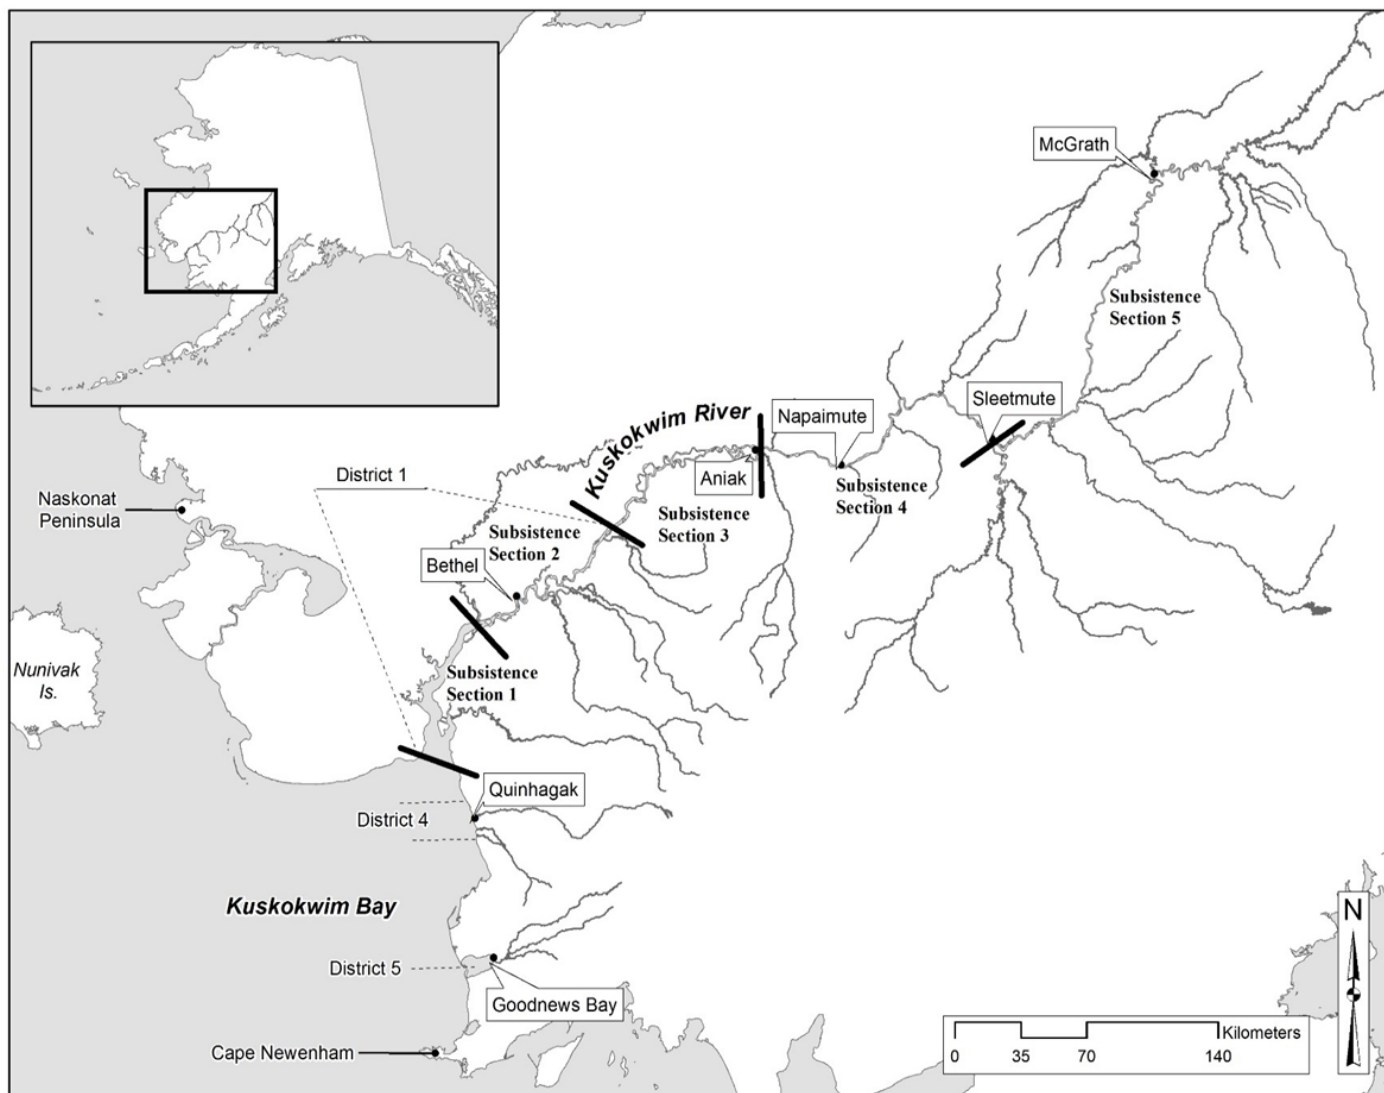 McGrath
Subsistence
Section 5
Sleetmute
Kuskokwim River
Napaimute
District 1
Aniak
Subsistence
Section 4
Naskonat
Peninsula
Subsistence
Section 3
Subsistence
Section 2
Bethel
Nunivak
Is.
Subsistence
Section 1
Quinhagak
District 4
Kuskokwim Bay
N
District 5
Goodnews Bay
Cape Newenham
Kilometers
0 35 70 140